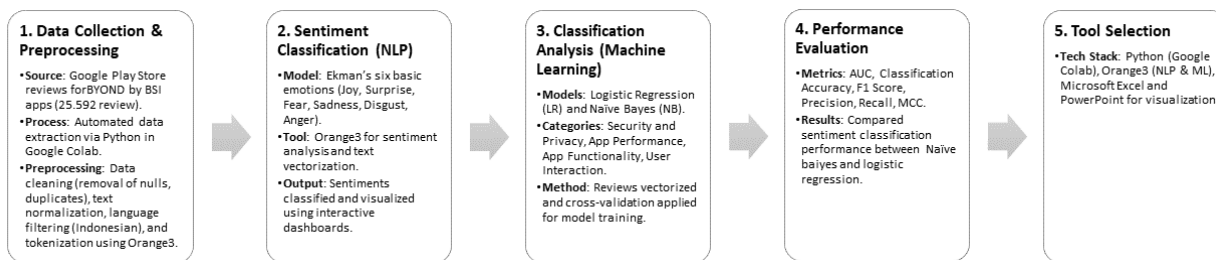 1. Data Collection &
Preprocessing
•Source: Google Play Store
reviews forBYOND by BSI
apps (25.592 review).
•Process: Automated data
extraction via Python in
Google Colab.
•Preprocessing: Data
cleaning (removal of nulls,
duplicates), text
normalization, language
filtering (Indonesian), and
tokenization using Orange3.
2. Sentiment
Classification (NLP)
•Model: Ekman's six basic
emotions (Joy, Surprise,
Fear, Sadness, Disgust,
Anger).
•Tool: Orange3 for sentiment
analysis and text
vectorization.
•Output: Sentiments
classified and visualized
using interactive
dashboards.
3. Classification
Analysis (Machine
Learning)
•Models: Logistic Regression
(LR) and Naïve Bayes (NB).
•Categories: Security and
Privacy, App Performance,
App Functionality, User
Interaction.
•Method: Reviews vectorized
and cross-validation applied
for model training.
4. Performance
Evaluation
•Metrics: AUC, Classification
Accuracy, F1 Score,
Precision, Recall, MCC.
•Results: Compared
sentiment classification
performance between Naïve
baiyes and logistic
regression.
5. Tool Selection
•Tech Stack: Python (Google
Colab), Orange3 (NLP & ML),
Microsoft Excel and
PowerPoint for visualization